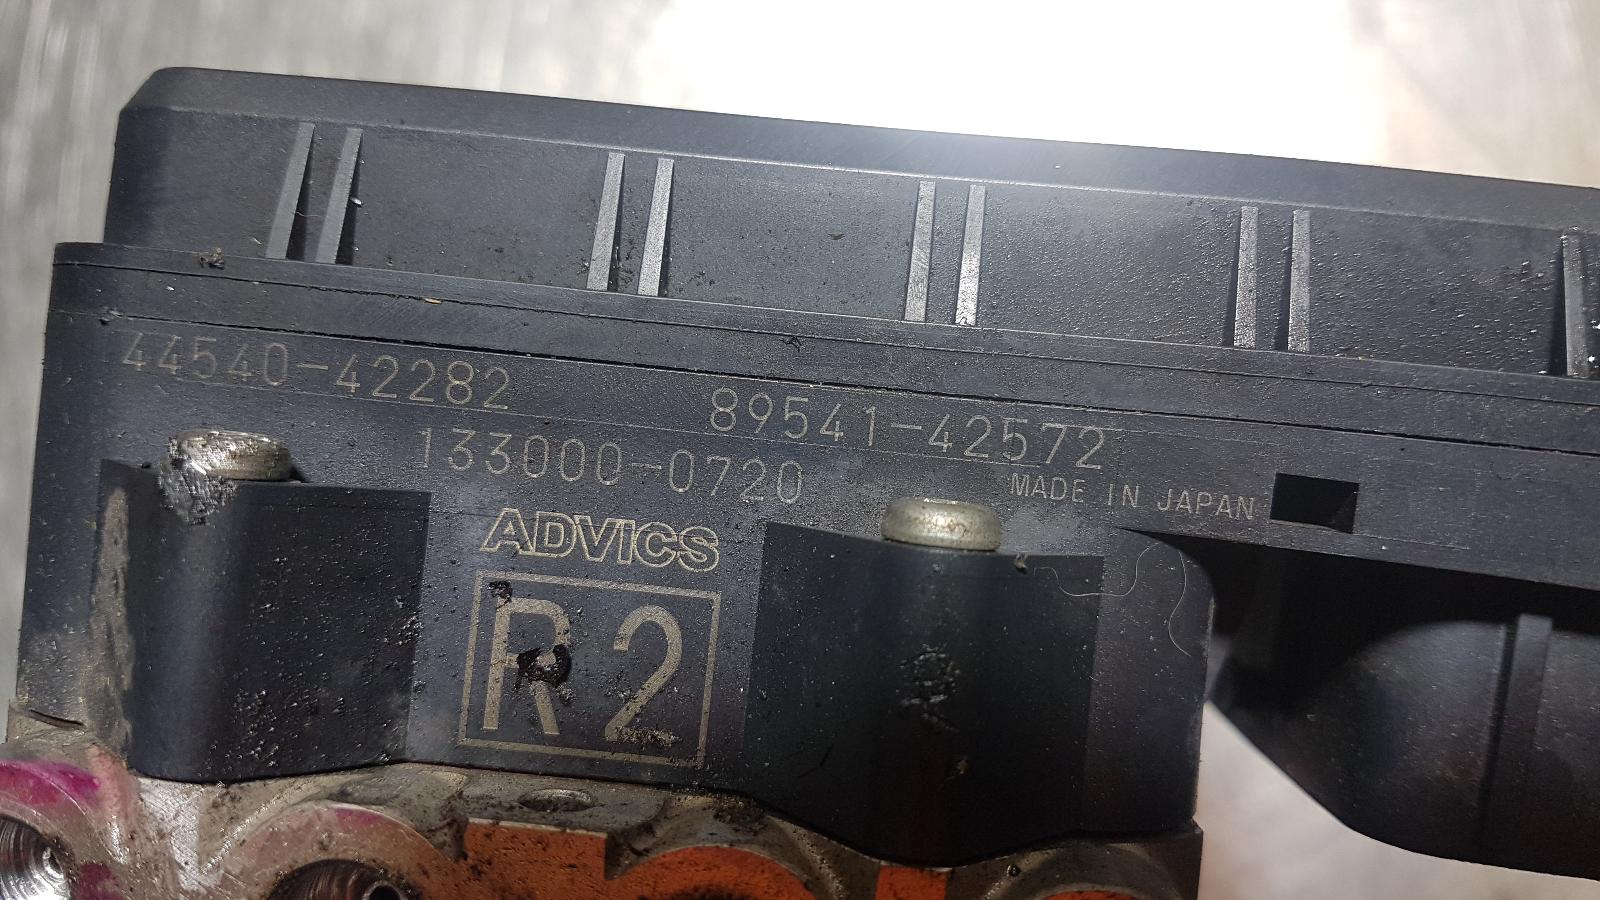 44540-42282 89541-42572
133000-0720 MADE IN JAPAN
ADVICS
R2